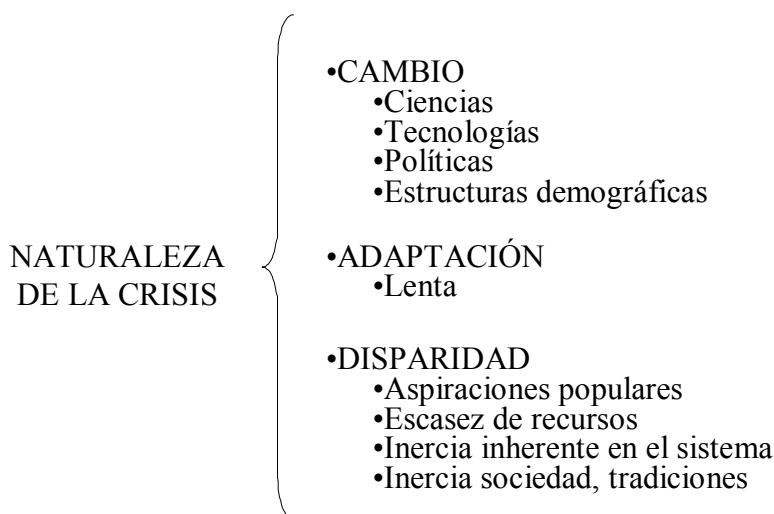 NATURALEZA
DE LA CRISIS
•CAMBIO
•Ciencias
•Tecnologías
•Políticas
•Estructuras demográficas
•ADAPTACIÓN
•Lenta
•DISPARIDAD
•Aspiraciones populares
•Escasez de recursos
•Inercia inherente en el sistema
•Inercia sociedad, tradiciones